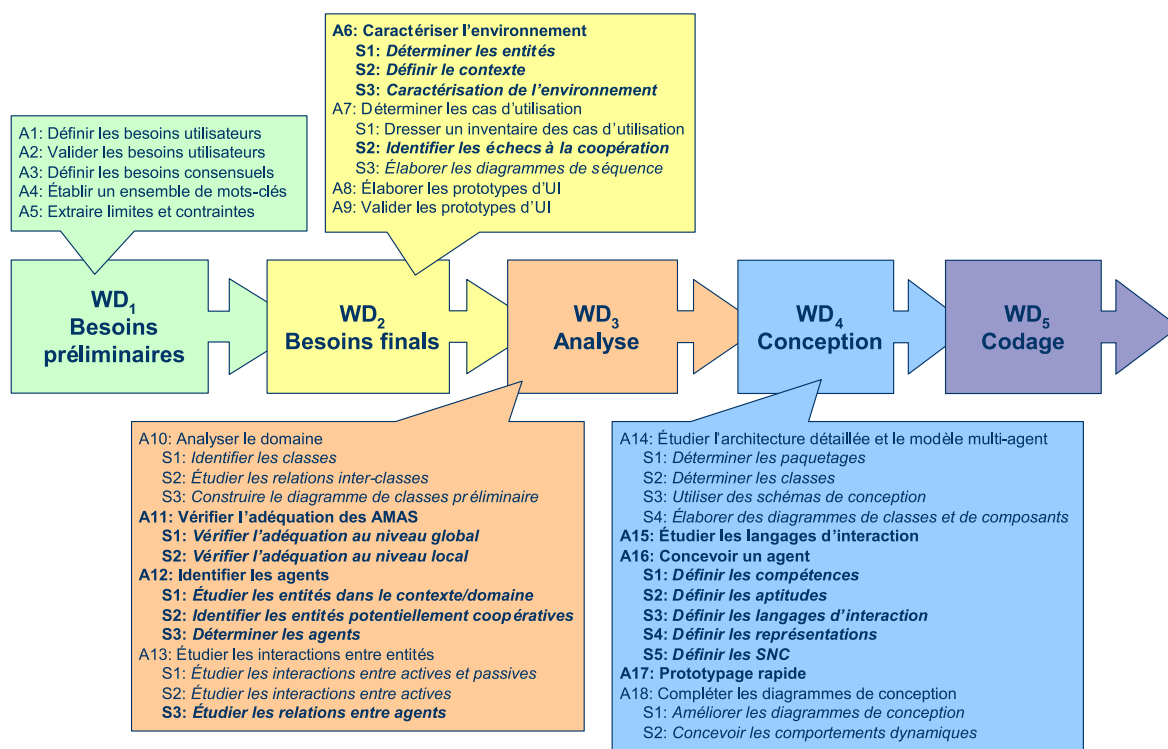 A6: Caractériser l'environnement
S1: Déterminer les entités
S2: Définir le contexte
S3: Caractérisation de l'environnement
A7: Déterminer les cas d'utilisation
S1: Dresser un inventaire des cas d'utilisation
S2: Identifier les échecs à la coopération
S3: Élaborer les diagrammes de séquence
A8: Élaborer les prototypes d'UI
A9: Valider les prototypes d'UI
A1: Définir les besoins utilisateurs
A2: Valider les besoins utilisateurs
A3: Définir les besoins consensuels
A4: Établir un ensemble de mots-clés
A5: Extraire limites et contraintes
WD1
Besoins
préliminaires
WD2
Besoins finals
WD3
Analyse
WD4
Conception
WD5
Codage
A10: Analyser le domaine
S1: Identifier les classes
S2: Étudier les relations inter-classes
S3: Construire le diagramme de classes préliminaire
A11: Vérifier l'adéquation des AMAS
S1: Vérifier l'adéquation au niveau global
S2: Vérifier l'adéquation au niveau local
A12: Identifier les agents
S1: Étudier les entités dans le contexte/domaine
S2: Identifier les entités potentiellement coopératives
S3: Déterminer les agents
A13: Étudier les interactions entre entités
S1: Étudier les interactions entre actives et passives
S2: Étudier les interactions entre actives
S3: Étudier les relations entre agents
A14: Étudier l'architecture détaillée et le modèle multi-agent
S1: Déterminer les paquetages
S2: Déterminer les classes
S3: Utiliser des schémas de conception
S4: Élaborer des diagrammes de classes et de composants
A15: Étudier les langages d'interaction
A16: Concevoir un agent
S1: Définir les compétences
S2: Définir les aptitudes
S3: Définir les langages d'interaction
S4: Définir les représentations
S5: Définir les SNC
A17: Prototypage rapide
A18: Compléter les diagrammes de conception
S1: Améliorer les diagrammes de conception
S2: Concevoir les comportements dynamiques